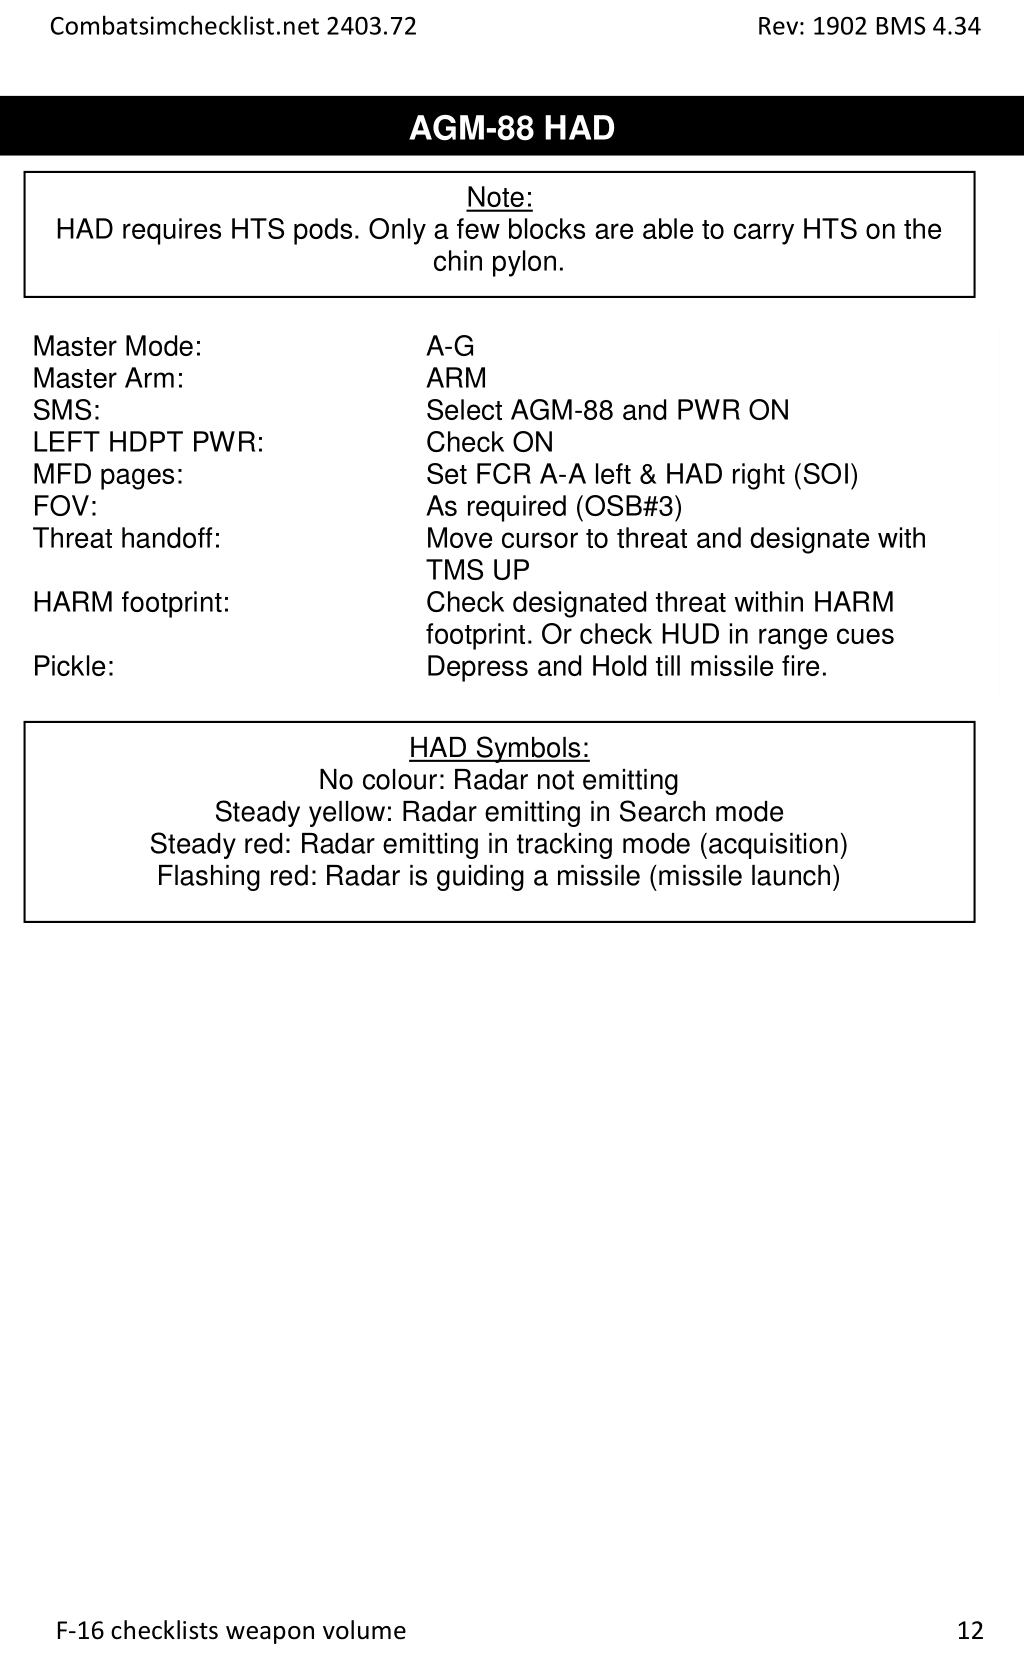 Combatsimchecklist.net 2403.72 Rev: 1902 BMS 4.34
AGM-88 HAD
Note:
HAD requires HTS pods. Only a few blocks are able to carry HTS on the
chin pylon.
Master Mode: A-G
Master Arm: ARM
SMS: Select AGM-88 and PWR ON
LEFT HDPT PWR: Check ON
MFD pages: Set FCR A-A left & HAD right (SOI)
FOV: As required (OSB#3)
Threat handoff: Move cursor to threat and designate with
TMS UP
HARM footprint: Check designated threat within HARM
footprint. Or check HUD in range cues
Pickle: Depress and Hold till missile fire.
HAD Symbols:
No colour: Radar not emitting
Steady yellow: Radar emitting in Search mode
Steady red: Radar emitting in tracking mode (acquisition)
Flashing red: Radar is guiding a missile (missile launch)
F-16 checklists weapon volume 12